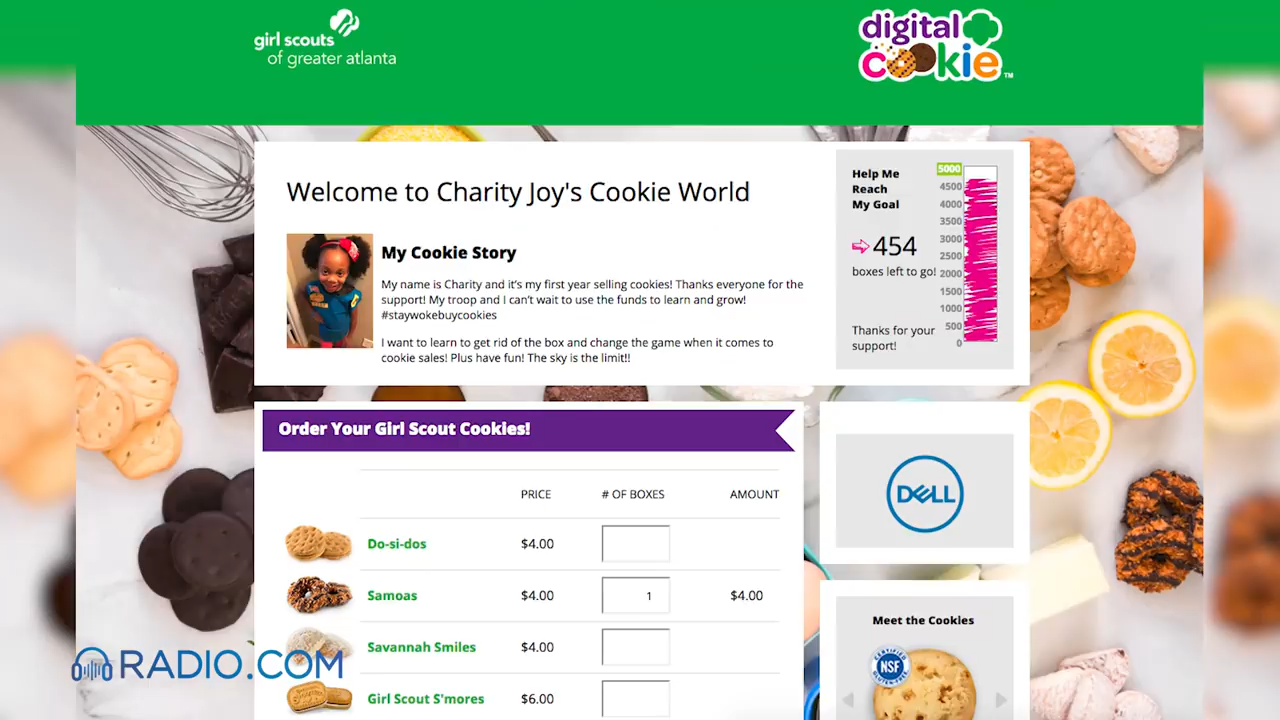 girl scouts
of greater atlanta
digital
cookie™
Welcome to Charity Joy's Cookie World
My Cookie Story
My name is Charity and it's my first year selling cookies! Thanks everyone for the
support! My troop and I can't wait to use the funds to learn and grow!
#staywokebuycookies
I want to learn to get rid of the box and change the game when it comes to
cookie sales! Plus have fun! The sky is the limit!!
Help Me
Reach
My Goal
454
boxes left to go!
Thanks for your
support!
5000
4500
4000
3500
3000
2500
2000
1500
1000
500
0
Order Your Girl Scout Cookies!
PRICE # OF BOXES AMOUNT
Do-si-dos $4.00
Samoas $4.00 1 $4.00
Savannah Smiles $4.00
Girl Scout S'mores $6.00
DELL
Meet the Cookies
CERTIFIED
NSF
GLUTEN-FREE
RADIO.COM